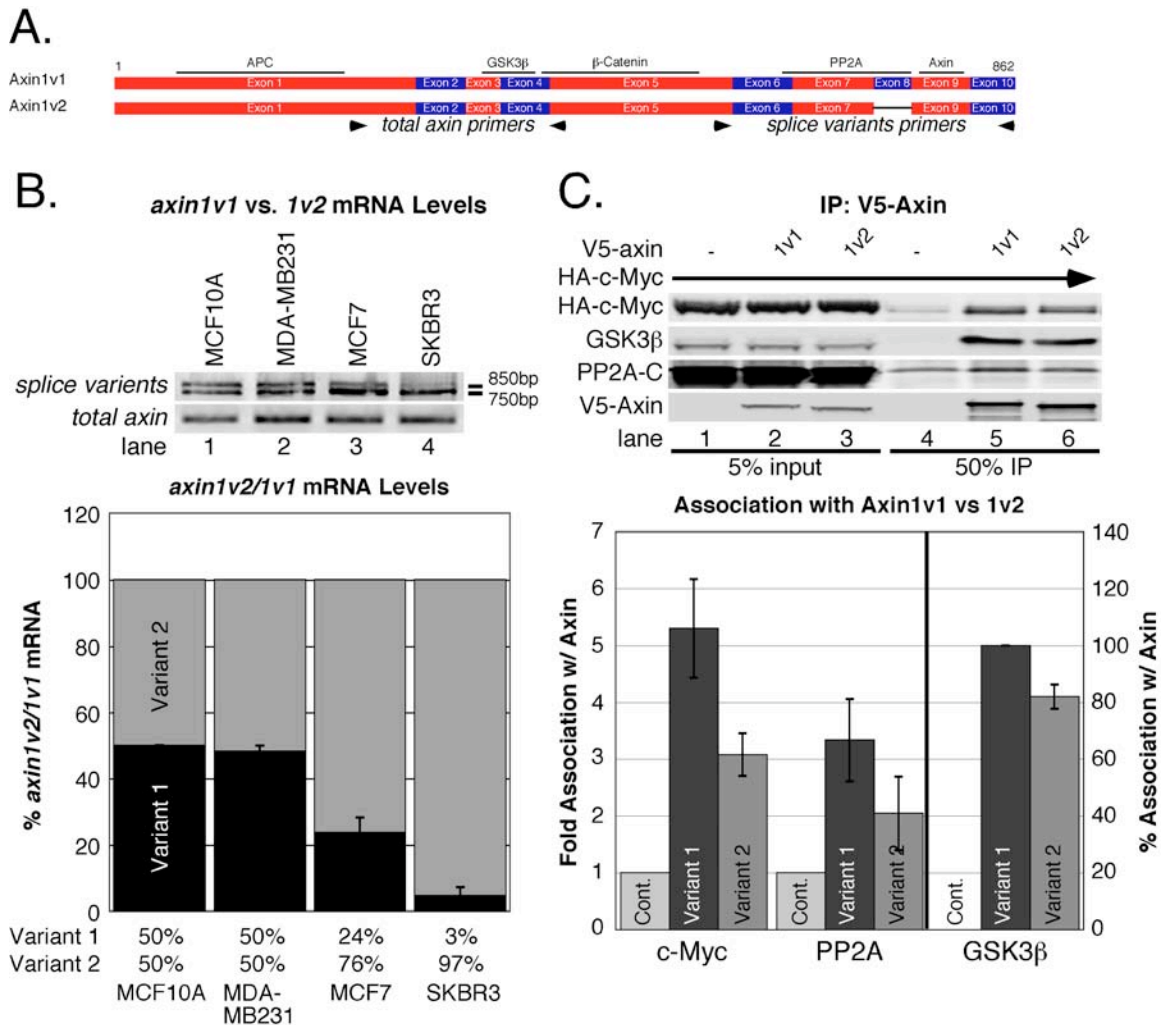 A.
1 APC GSK3β β-Catenin PP2A Axin 862
Axin1v1 Exon 1 Exon 2 Exon 3 Exon 4 Exon 5 Exon 6 Exon 7 Exon 8 Exon 9 Exon 10
Axin1v2 Exon 1 Exon 2 Exon 3 Exon 4 Exon 5 Exon 6 Exon 7 Exon 9 Exon 10
total axin primers splice variants primers
B.
axin1v1 vs. 1v2 mRNA Levels
MCF10A
MDA-MB231
MCF7
SKBR3
splice varients
850bp
750bp
total axin
lane 1 2 3 4
axin1v2/1v1 mRNA Levels
% axin1v2/1v1 mRNA
120
100
80
60
40
20
0
Variant 2
Variant 1
Variant 1 50% 50% 24% 3%
Variant 2 50% 50% 76% 97%
MCF10A MDA-MB231 MCF7 SKBR3
C.
IP: V5-Axin
V5-axin - 1v1 1v2 - 1v1 1v2
HA-c-Myc
HA-c-Myc
GSK3β
PP2A-C
V5-Axin
lane 1 2 3 4 5 6
5% input 50% IP
Association with Axin1v1 vs 1v2
Fold Association w/ Axin
7
6
5
4
3
2
1
0
% Association w/ Axin
140
120
100
80
60
40
20
0
Cont. Variant 1 Variant 2
Cont. Variant 1 Variant 2
Cont. Variant 1 Variant 2
c-Myc PP2A GSK3β